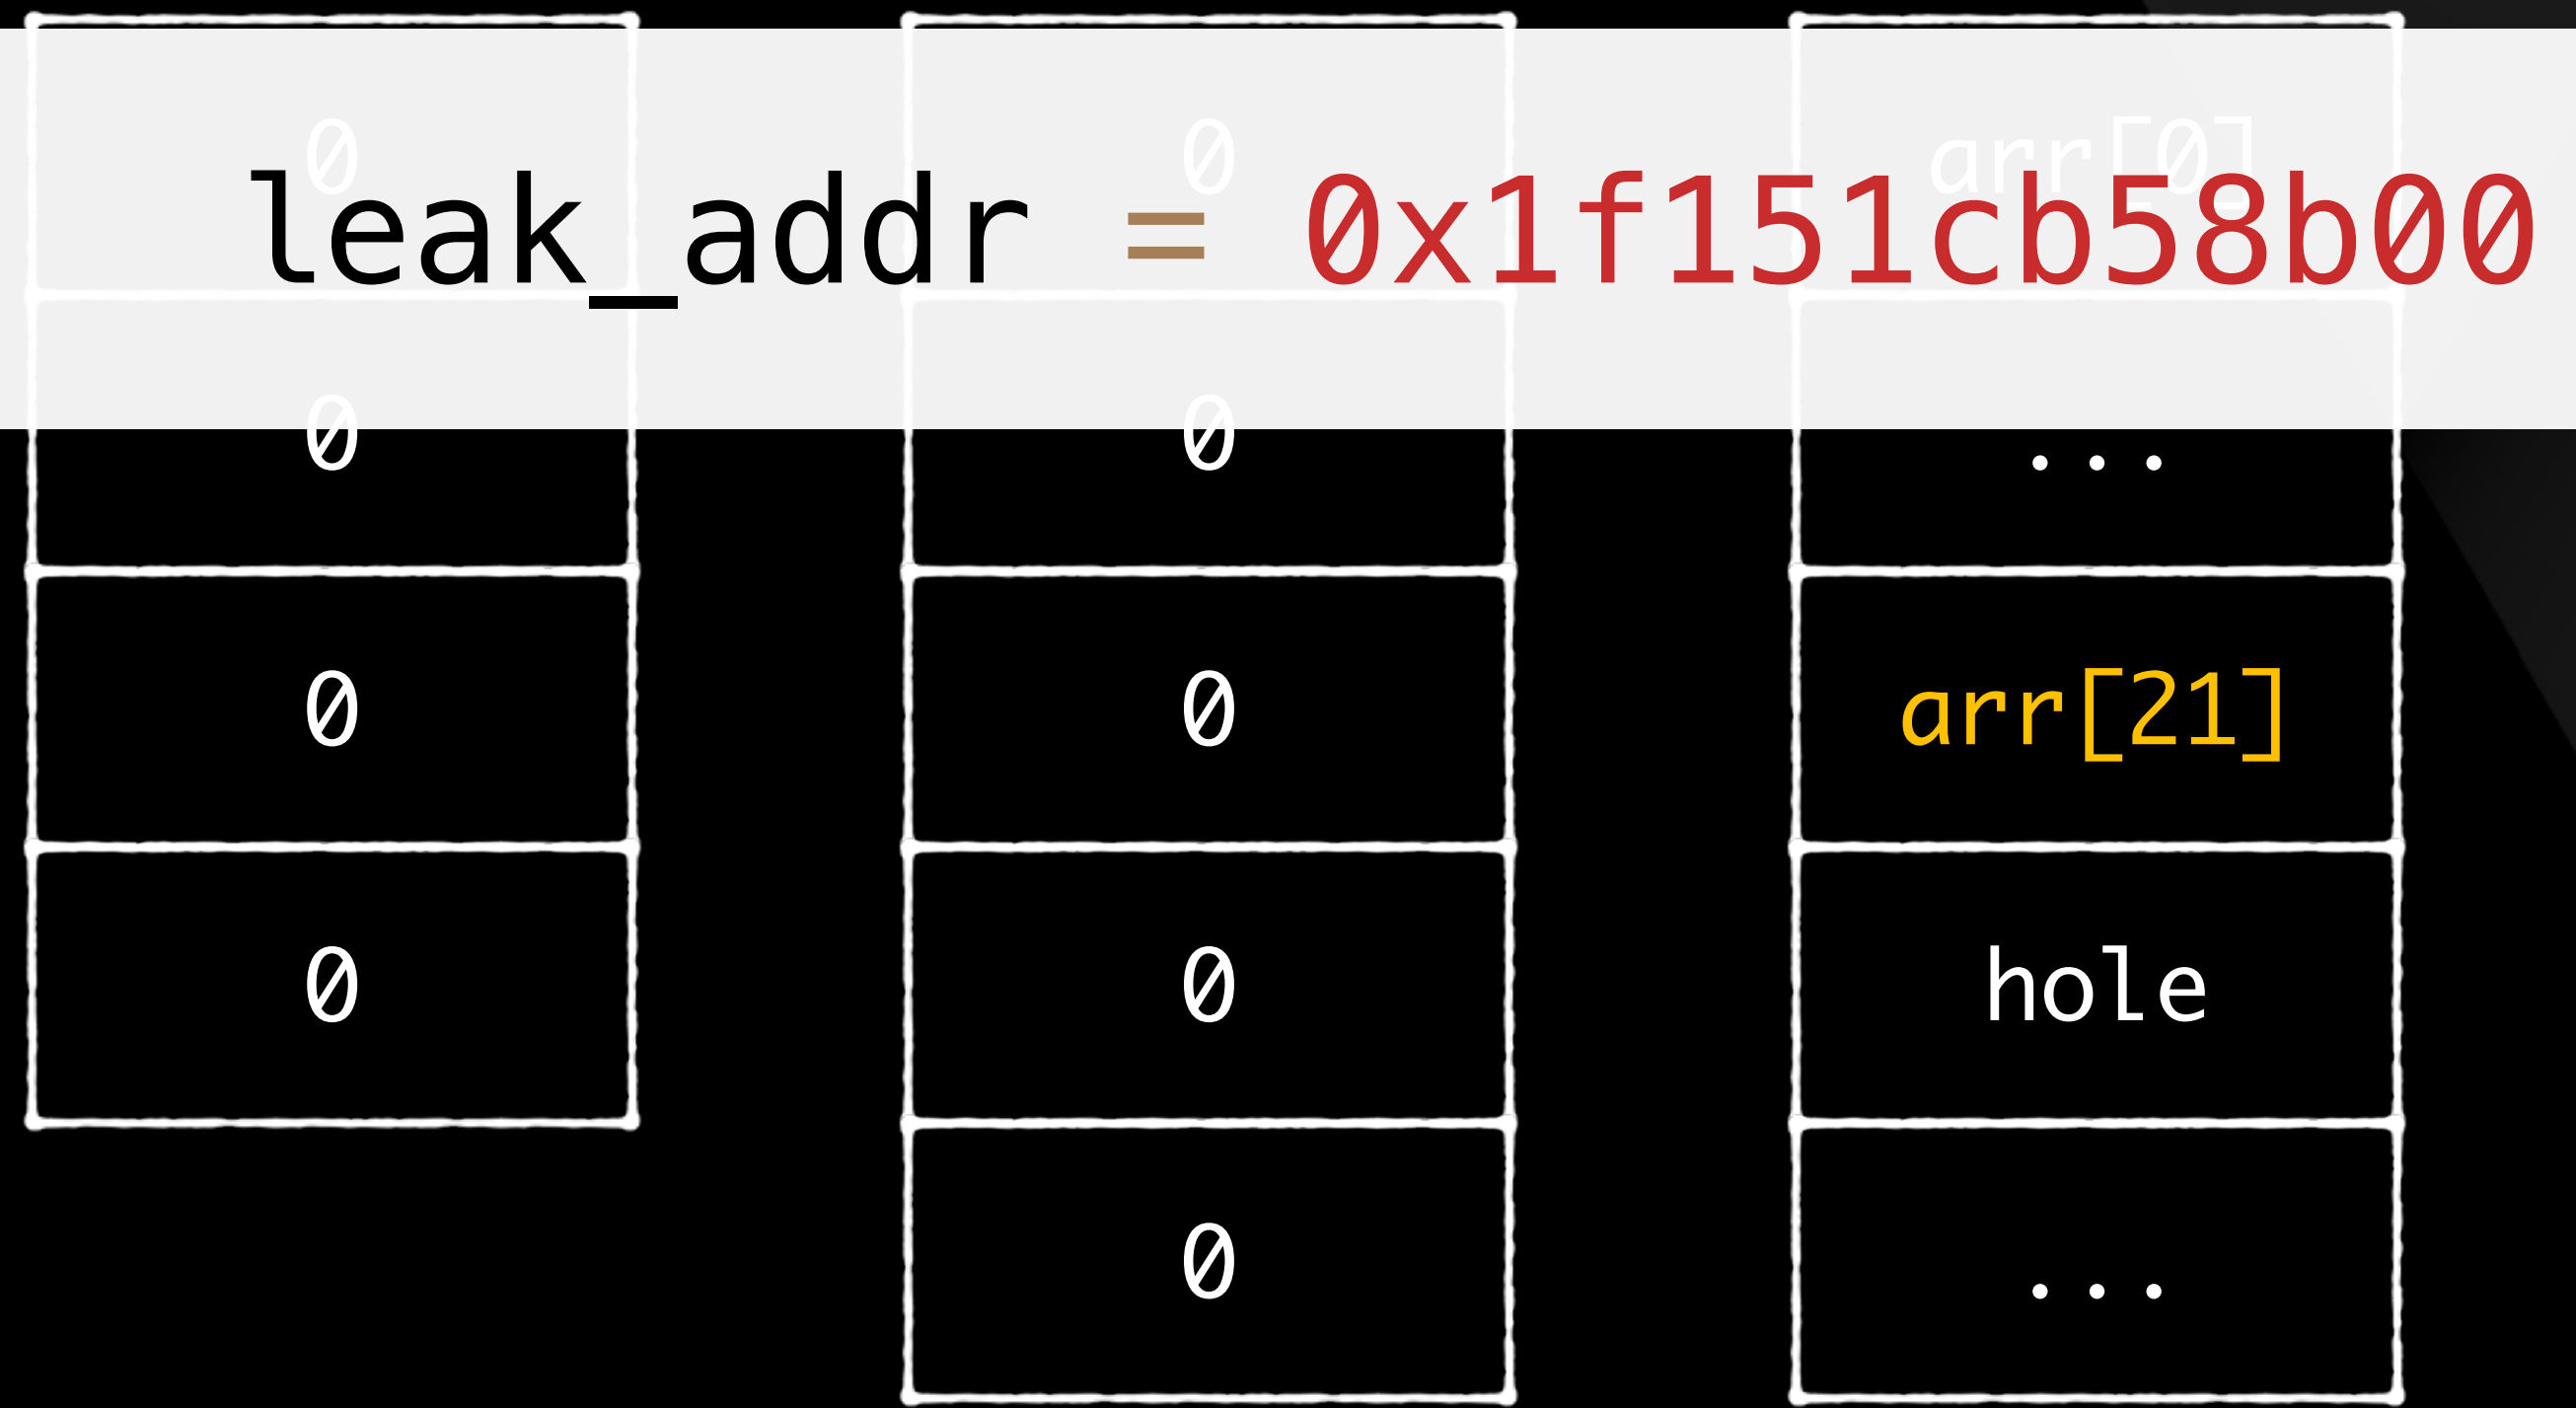 0 0 arr[0]
leak_addr = 0x1f151cb58b00
0 0 ...
0 0 arr[21]
0 0 hole
0 ...